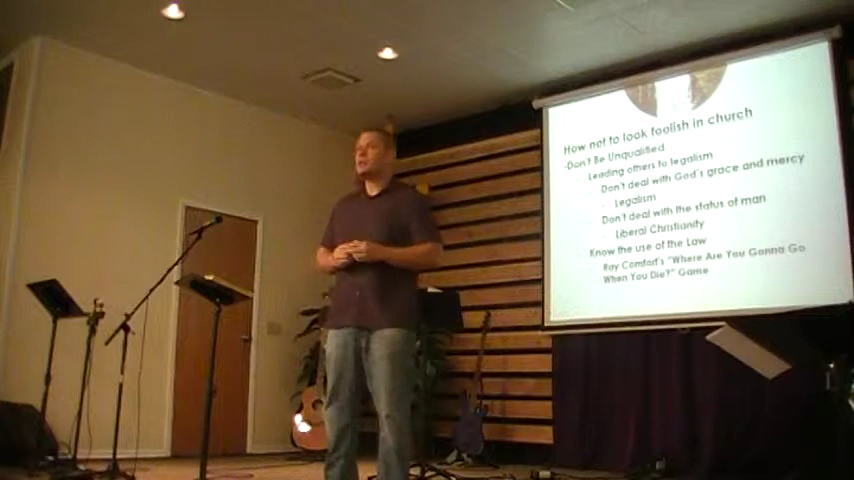 How not to look foolish in church
-Don't Be Unqualified
Leading others to legalism
Don't deal with God's grace and mercy
Legalism
Don't deal with the status of man
Liberal Christianity
Know the use of the Law
Ray Comfort's "Where Are You Gonna Go
When You Die?" Game